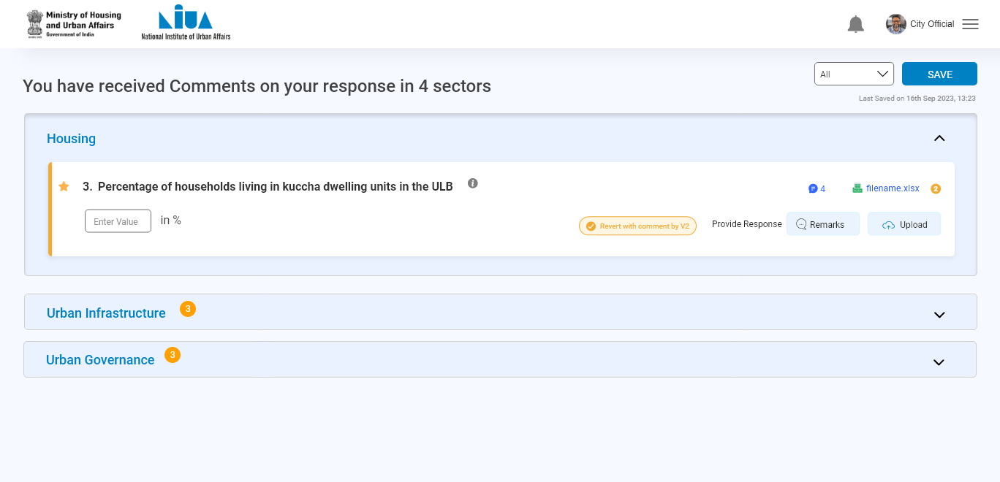 Ministry of Housing
and Urban Affairs
Government of India
NIUA
National Institute of Urban Affairs
City Official
You have received Comments on your response in 4 sectors
All
SAVE
Last Saved on 16th Sep 2023, 13:23
Housing
3. Percentage of households living in kuccha dwelling units in the ULB
i
4
filename.xlsx
2
Enter Value
in %
Revert with comment by V2
Provide Response
Remarks
Upload
Urban Infrastructure
3
Urban Governance
3